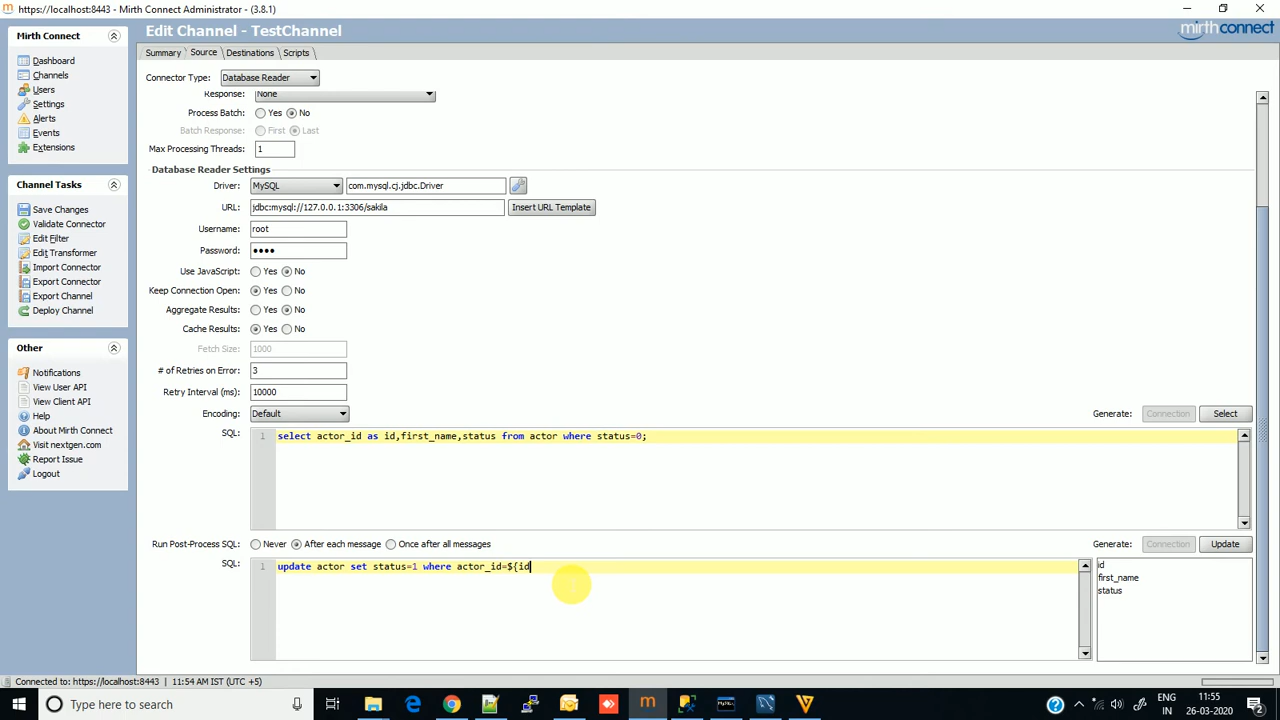 https://localhost:8443 - Mirth Connect Administrator - (3.8.1)
Mirth Connect
Edit Channel - TestChannel
mirthconnect
Dashboard
Channels
Users
Settings
Alerts
Events
Extensions
Summary
Source
Destinations
Scripts
Connector Type:
Database Reader
Response:
None
Process Batch:
Yes
No
Batch Response:
First
Last
Max Processing Threads:
1
Database Reader Settings
Channel Tasks
Save Changes
Validate Connector
Edit Filter
Edit Transformer
Import Connector
Export Connector
Export Channel
Deploy Channel
Driver:
MySQL
com.mysql.cj.jdbc.Driver
URL:
jdbc:mysql://127.0.0.1:3306/sakila
Insert URL Template
Username:
root
Password:
••••
Use JavaScript:
Yes
No
Keep Connection Open:
Yes
No
Aggregate Results:
Yes
No
Cache Results:
Yes
No
Fetch Size:
1000
# of Retries on Error:
3
Retry Interval (ms):
10000
Encoding:
Default
Generate:
Connection
Select
Other
Notifications
View User API
View Client API
Help
About Mirth Connect
Visit nextgen.com
Report Issue
Logout
SQL:
1
select actor_id as id,first_name,status from actor where status=0;
Run Post-Process SQL:
Never
After each message
Once after all messages
Generate:
Connection
Update
SQL:
1
update actor set status=1 where actor_id=${id
id
first_name
status
Connected to: https://localhost:8443
11:54 AM IST (UTC +5)
Type here to search
ENG
IN
11:55
26-03-2020
2